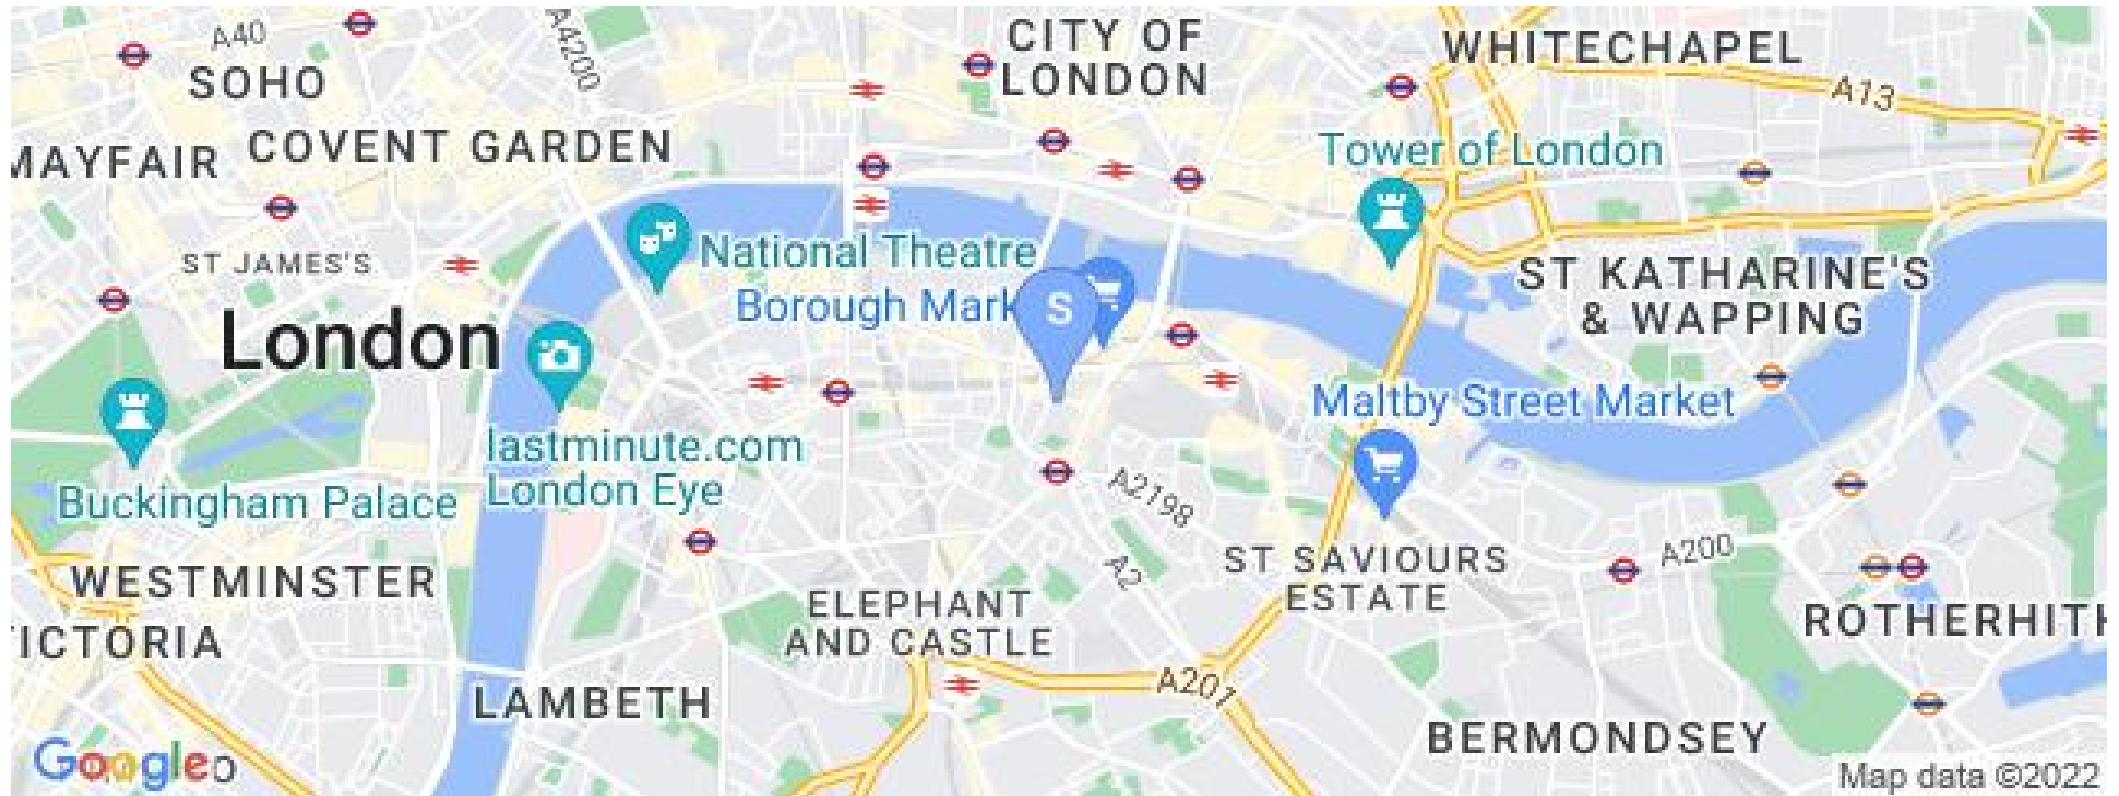 A40
SOHO
A4200
CITY OF
LONDON
WHITECHAPEL
A13
MAYFAIR
COVENT GARDEN
Tower of London
ST JAMES'S
National Theatre
Borough Mark
S
ST KATHARINE'S
& WAPPING
London
Maltby Street Market
lastminute.com
London Eye
Buckingham Palace
A2198
A2
ST SAVIOURS
ESTATE
A200
WESTMINSTER
ICTORIA
ELEPHANT
AND CASTLE
ROTHERHITH
A201
LAMBETH
BERMONDSEY
Google
Map data ©2022